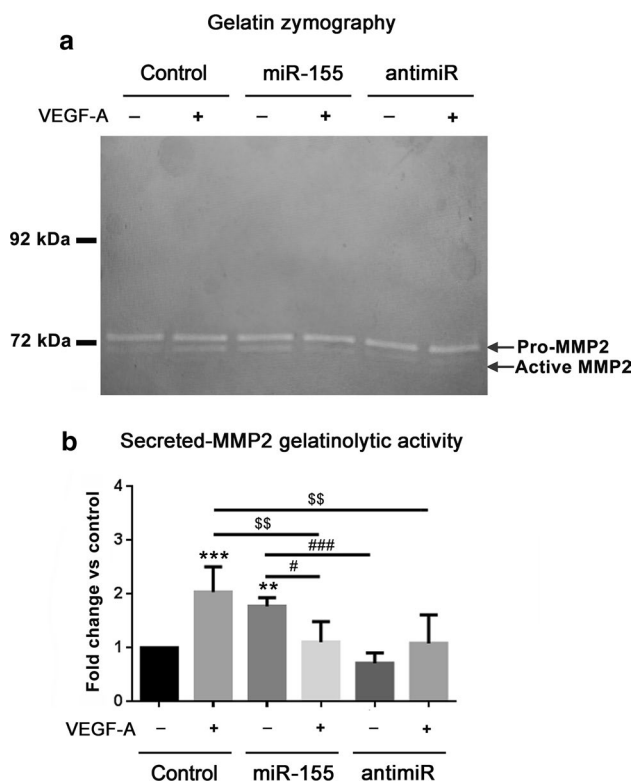 Gelatin zymography
a
Control miR-155 antimiR
VEGF-A – + – + – +
92 kDa
72 kDa
Pro-MMP2
Active MMP2
b Secreted-MMP2 gelatinolytic activity
Fold change vs control
4
3
2
1
0
$$
$$
###
#
***
**
VEGF-A – + – + – +
Control miR-155 antimiR